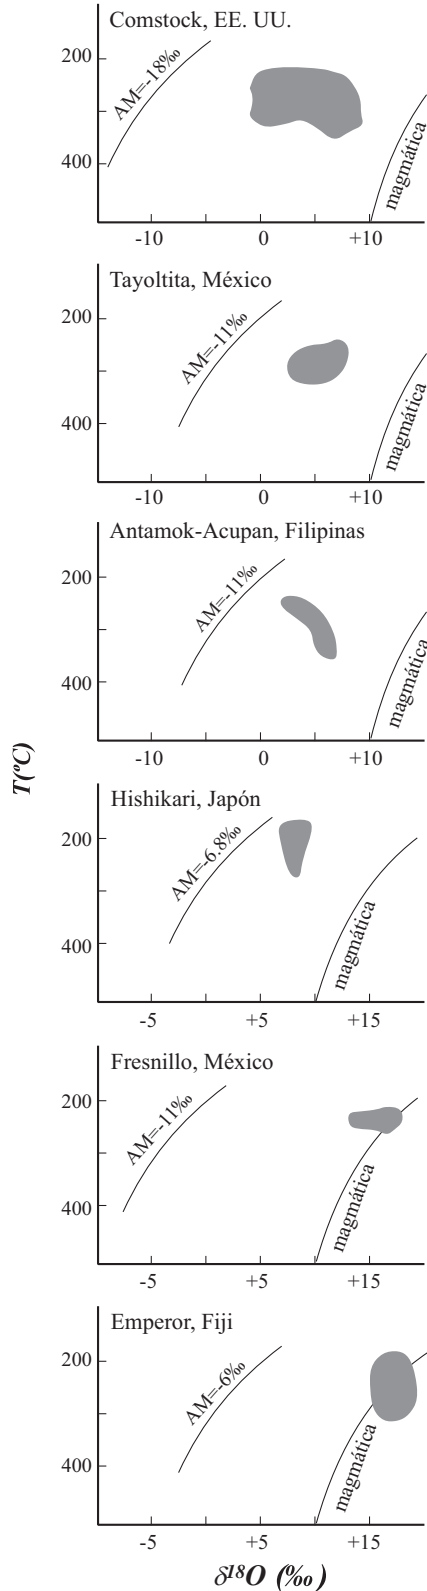 Comstock, EE. UU.
200
400
AM=-18‰
magmática
-10 0 +10
Tayoltita, México
200
400
AM=-11‰
magmática
-10 0 +10
Antamok-Acupan, Filipinas
200
400
AM=-11‰
magmática
-10 0 +10
T(ºC)
Hishikari, Japón
200
400
AM=-6.8‰
magmática
-5 +5 +15
Fresnillo, México
200
400
AM=-11‰
magmática
-5 +5 +15
Emperor, Fiji
200
400
AM=-6‰
magmática
-5 +5 +15
δ¹⁸O (‰)